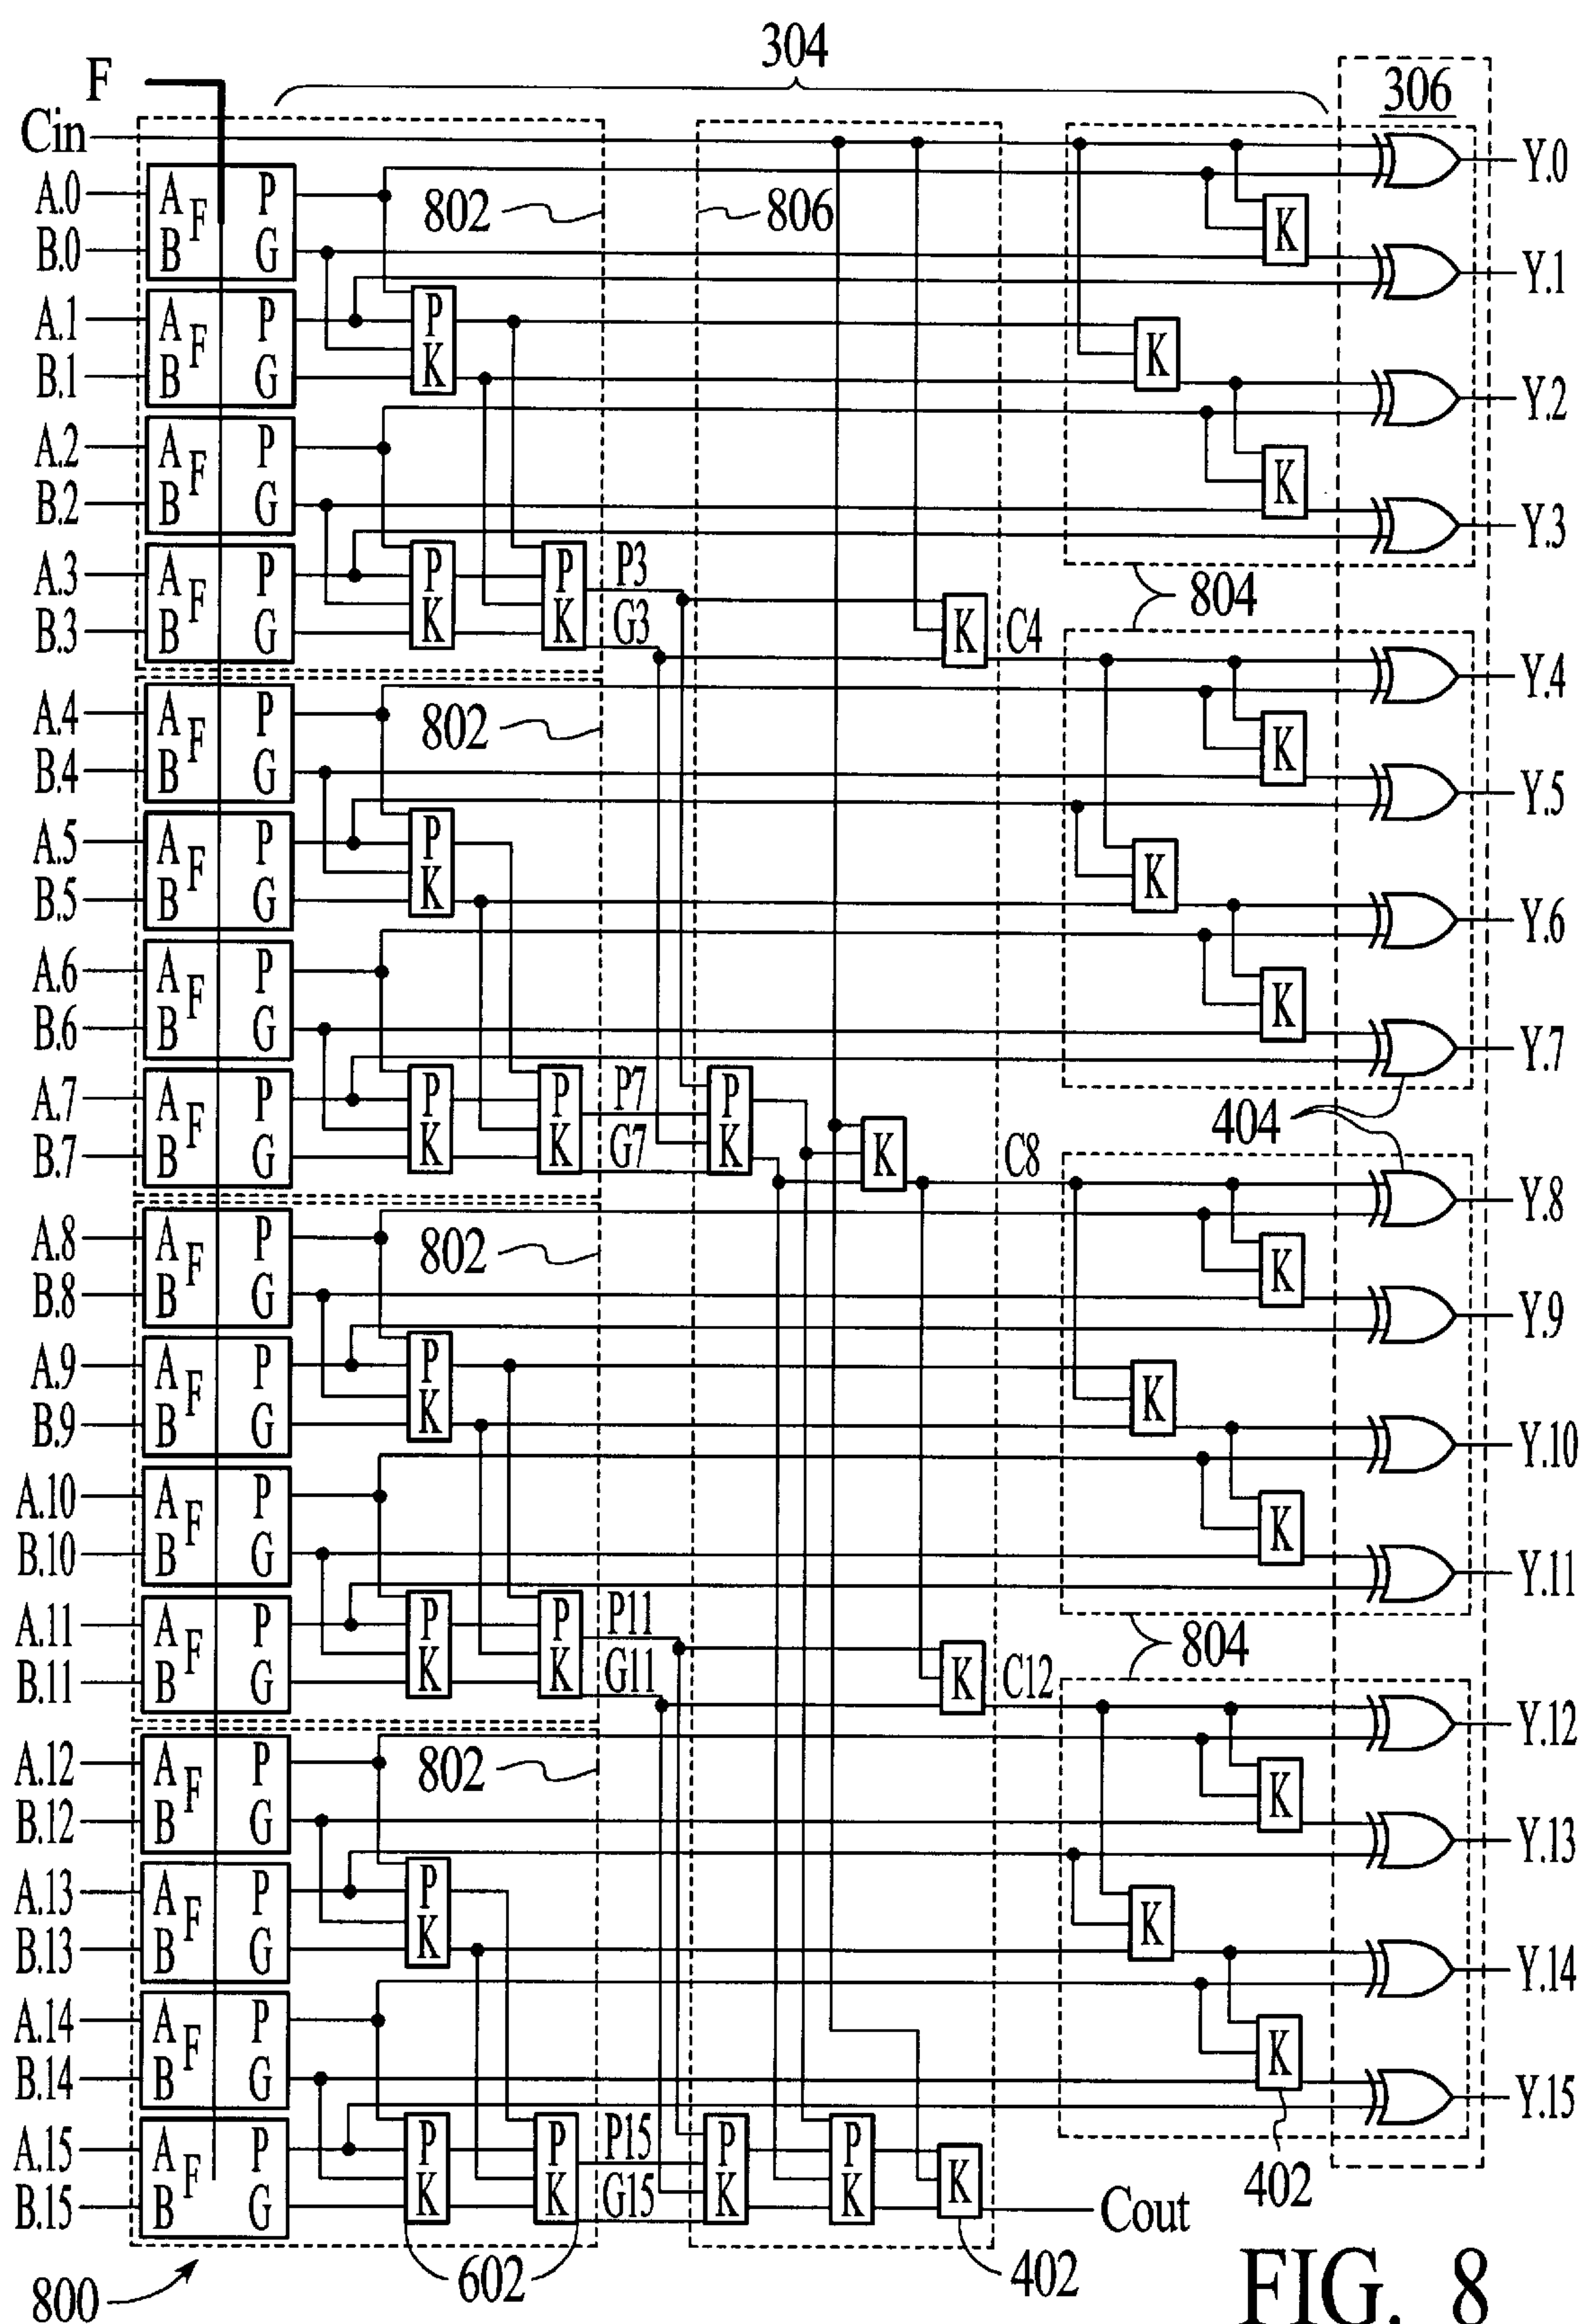 304
306
F
Cin
A.0 A F P
B.0 B G
802
806
K
Y.0
Y.1
A.1 A F P
B.1 B G
P K
K
Y.2
A.2 A F P
B.2 B G
K
Y.3
A.3 A F P
B.3 B G
P K
P K
P3
G3
K
C4
804
A.4 A F P
B.4 B G
802
K
Y.4
Y.5
A.5 A F P
B.5 B G
P K
K
Y.6
A.6 A F P
B.6 B G
K
Y.7
A.7 A F P
B.7 B G
P K
P K
P7
G7
P K
K
C8
404
A.8 A F P
B.8 B G
802
K
Y.8
Y.9
A.9 A F P
B.9 B G
P K
K
Y.10
A.10 A F P
B.10 B G
K
Y.11
A.11 A F P
B.11 B G
P K
P K
P11
G11
K
C12
804
A.12 A F P
B.12 B G
802
K
Y.12
Y.13
A.13 A F P
B.13 B G
P K
K
Y.14
A.14 A F P
B.14 B G
K
Y.15
A.15 A F P
B.15 B G
P K
P K
P15
G15
P K
P K
K
402
Cout
800
602
402
FIG. 8